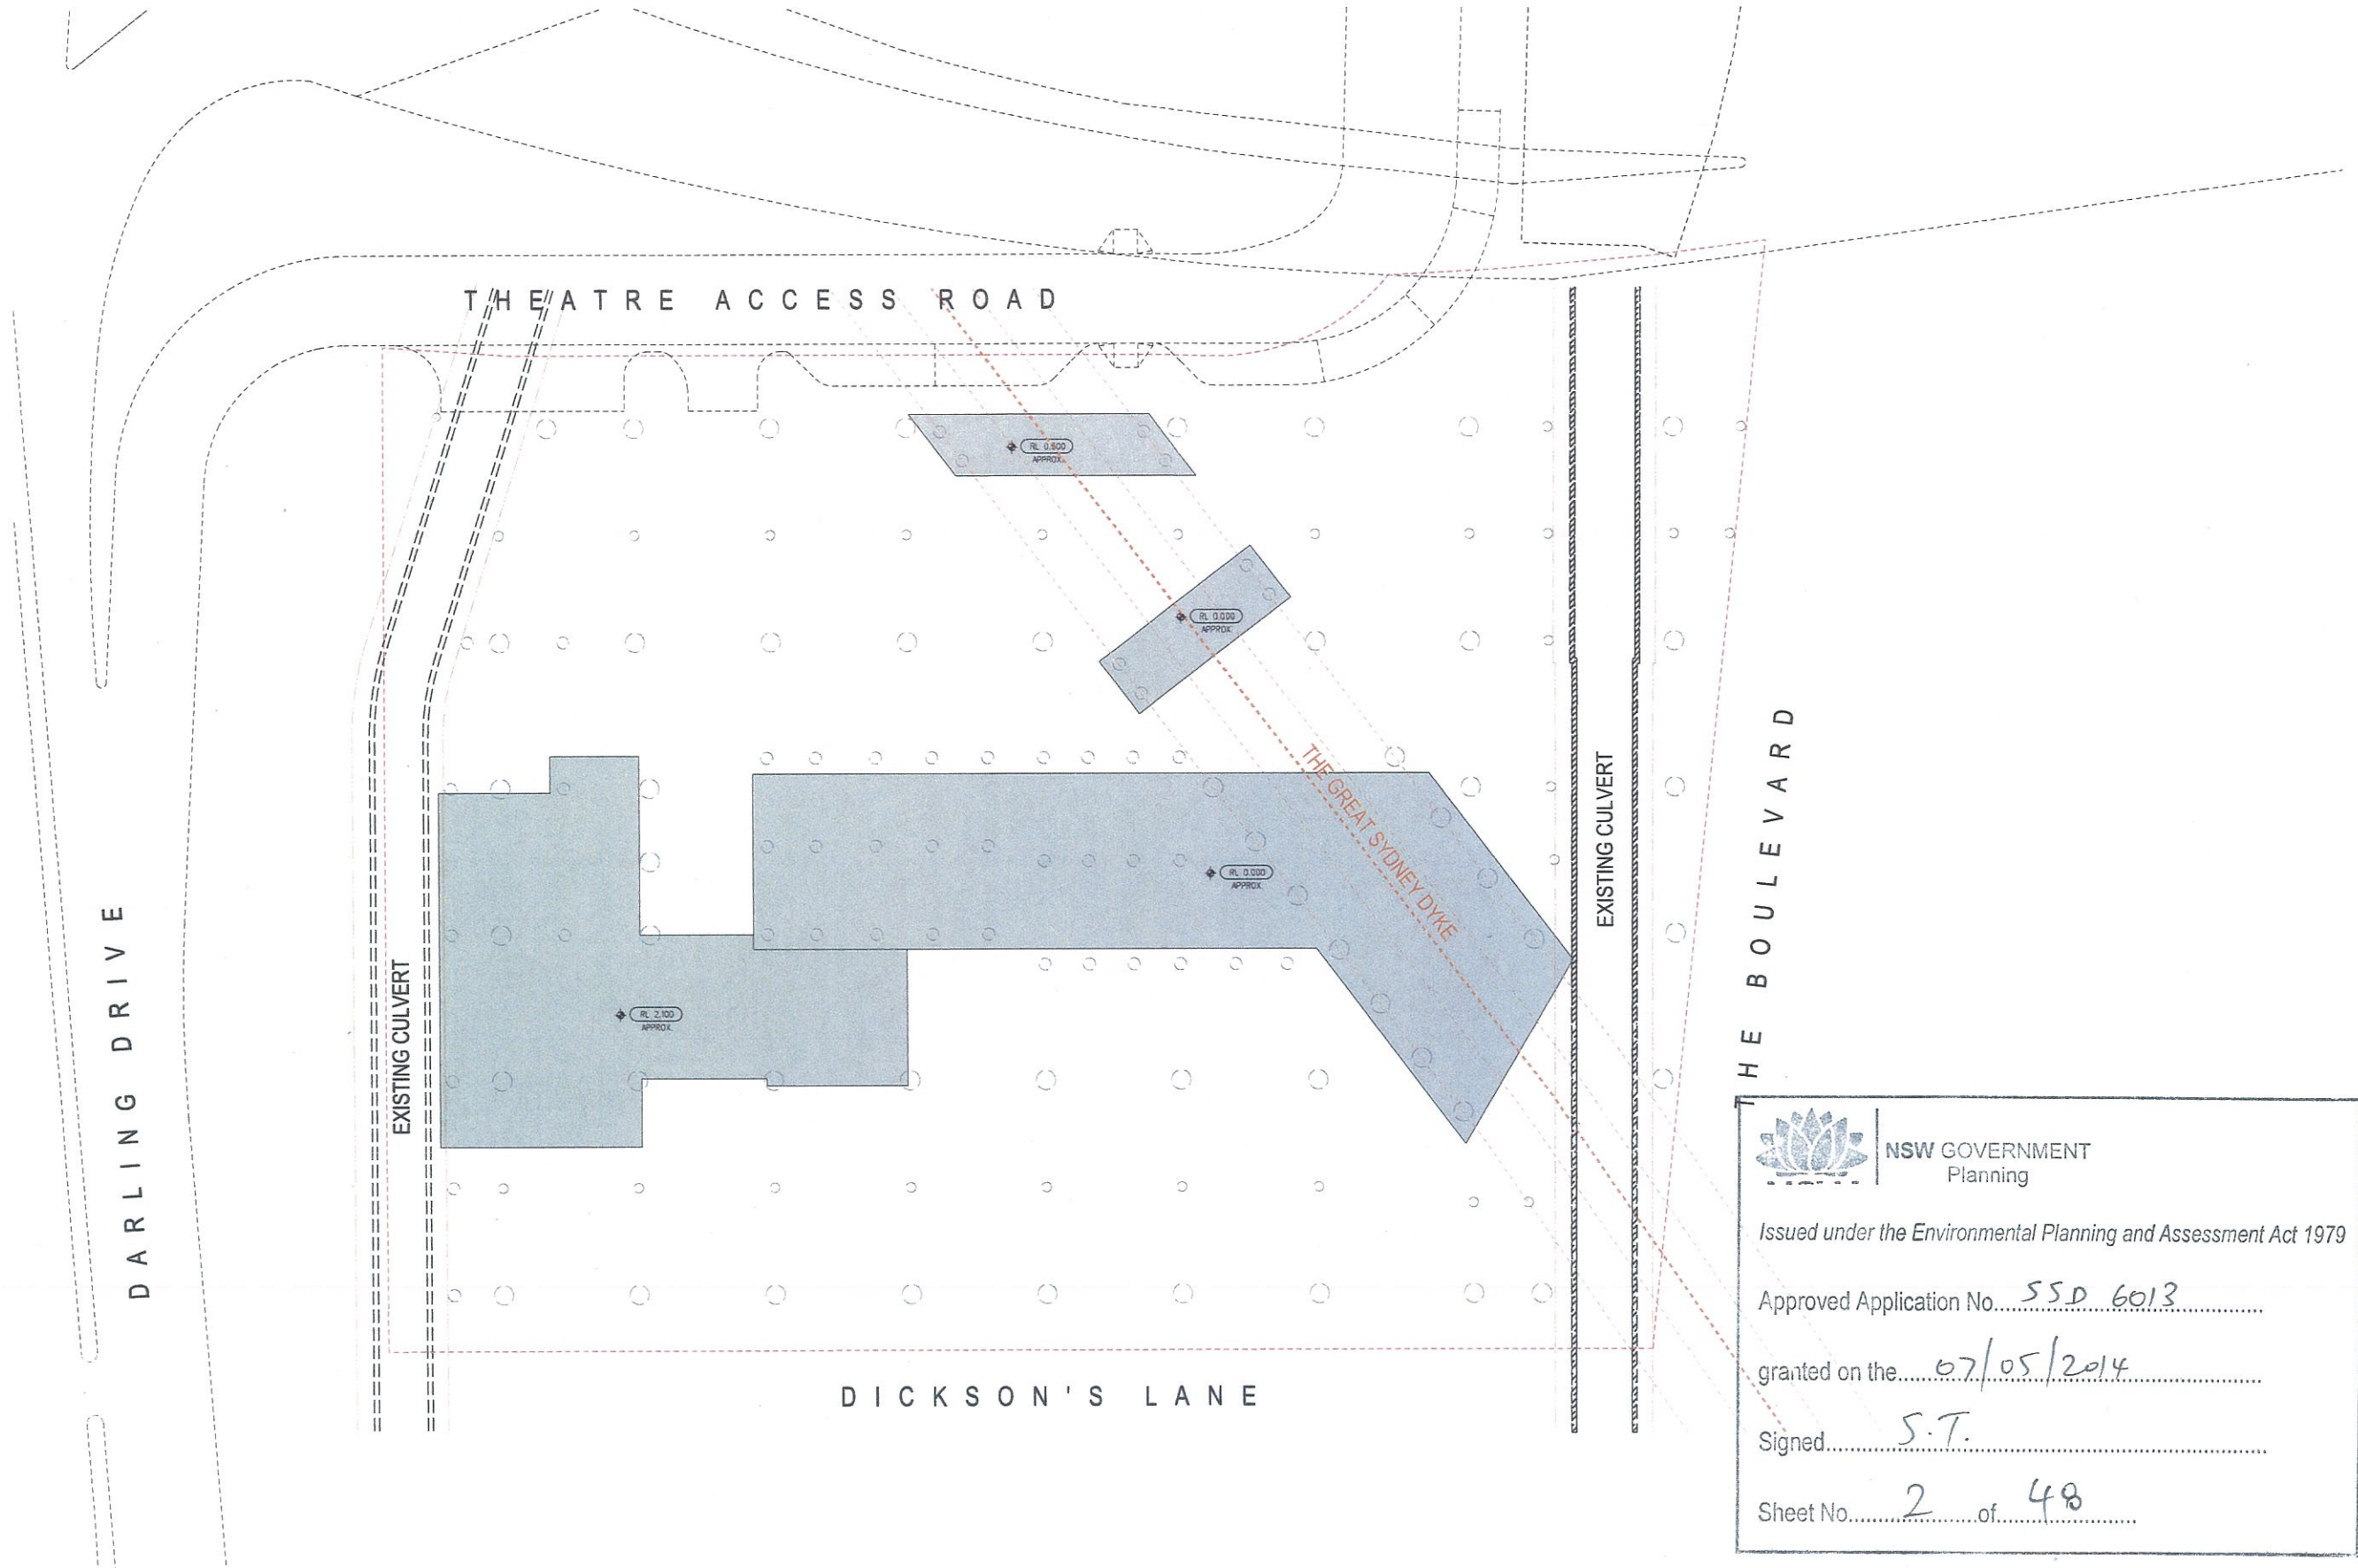 THEATRE ACCESS ROAD
RL 0.600
APPROX.
RL 0.000
APPROX.
THE GREAT SYDNEY DYKE
EXISTING CULVERT
THE BOULEVARD
RL 0.000
APPROX.
DARLING DRIVE
EXISTING CULVERT
RL 2.100
APPROX.
DICKSON'S LANE
NSW GOVERNMENT
Planning
Issued under the Environmental Planning and Assessment Act 1979
Approved Application No. SSD 6013
granted on the 07/05/2014
Signed S.T.
Sheet No. 2 of 48